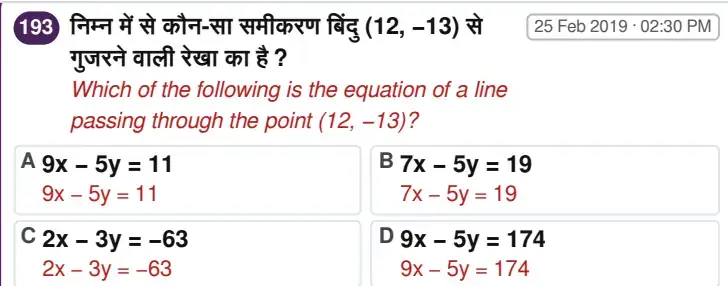 193 निम्न में से कौन-सा समीकरण बिंदु (12, −13) से
25 Feb 2019 · 02:30 PM
गुजरने वाली रेखा का है ?
Which of the following is the equation of a line
passing through the point (12, −13)?
A 9x − 5y = 11
9x − 5y = 11
B 7x − 5y = 19
7x − 5y = 19
C 2x − 3y = −63
2x − 3y = −63
D 9x − 5y = 174
9x − 5y = 174